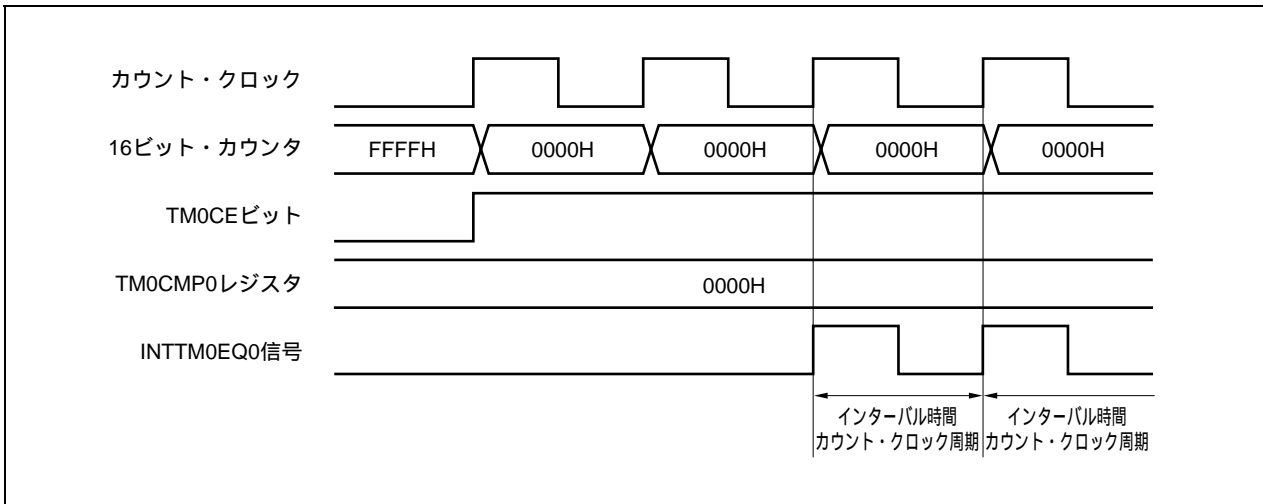 カウント・クロック
16ビット・カウンタ FFFFH 0000H 0000H 0000H 0000H
TM0CEビット
TM0CMP0レジスタ 0000H
INTTM0EQ0信号
インターバル時間 インターバル時間
カウント・クロック周期 カウント・クロック周期